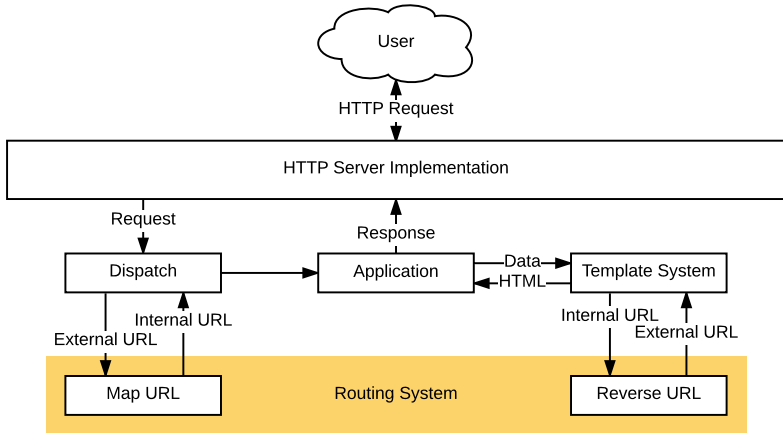 User
HTTP Request
HTTP Server Implementation
Request
Response
Dispatch
Application
Data
HTML
Template System
Internal URL
External URL
Internal URL
External URL
Map URL
Routing System
Reverse URL